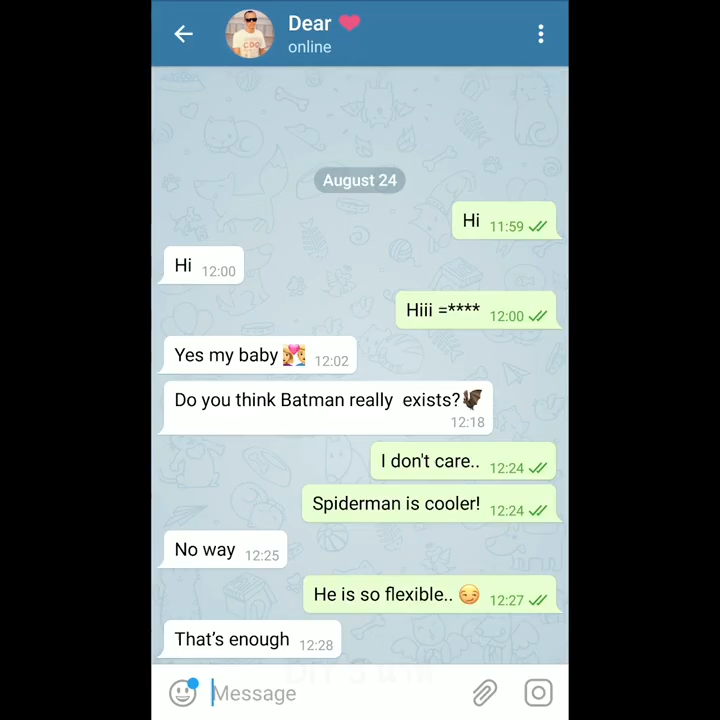 Dear ❤️
online
August 24
Hi 11:59
Hi 12:00
Hiii =**** 12:00
Yes my baby 💏 12:02
Do you think Batman really exists?🦇
12:18
I don't care.. 12:24
Spiderman is cooler! 12:24
No way 12:25
He is so flexible.. 😏 12:27
That's enough 12:28
Message